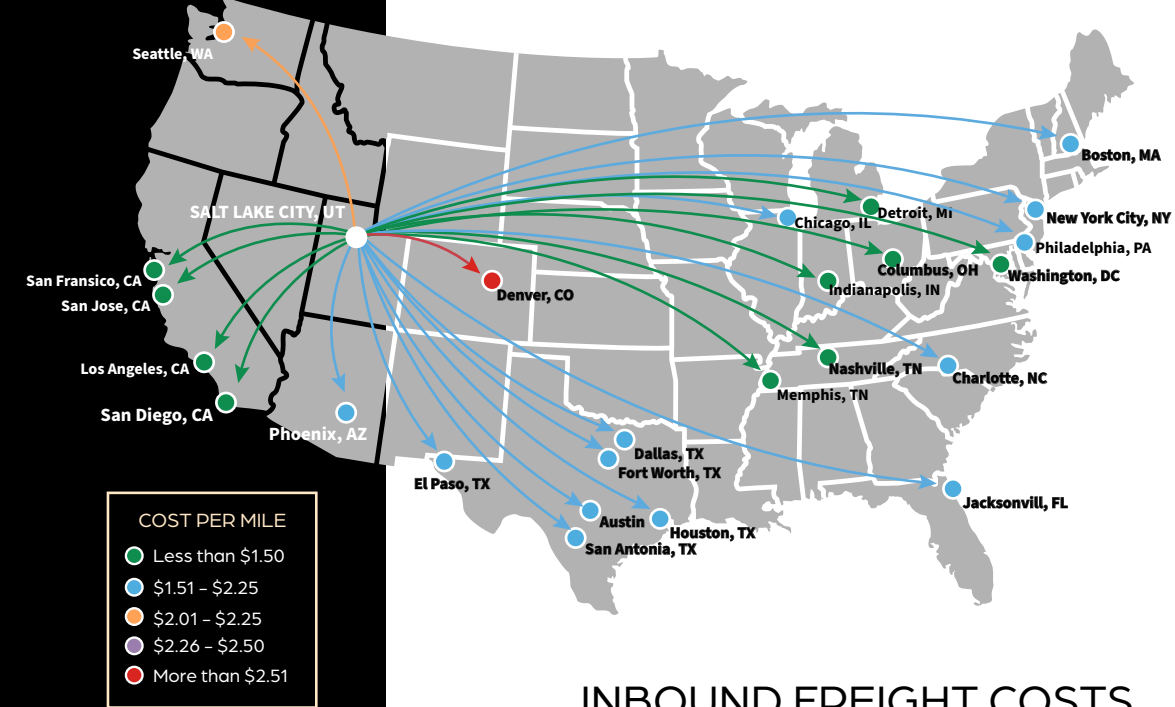 Seattle, WA
Boston, MA
SALT LAKE CITY, UT
Chicago, IL
Detroit, MI
New York City, NY
Philadelphia, PA
San Fransico, CA
Columbus, OH
Washington, DC
San Jose, CA
Denver, CO
Indianapolis, IN
Los Angeles, CA
Nashville, TN
Charlotte, NC
Memphis, TN
San Diego, CA
Phoenix, AZ
Dallas, TX
Fort Worth, TX
El Paso, TX
Jacksonvill, FL
Austin
Houston, TX
San Antonia, TX
COST PER MILE
Less than $1.50
$1.51 – $2.25
$2.01 – $2.25
$2.26 – $2.50
More than $2.51
INBOUND FREIGHT COSTS